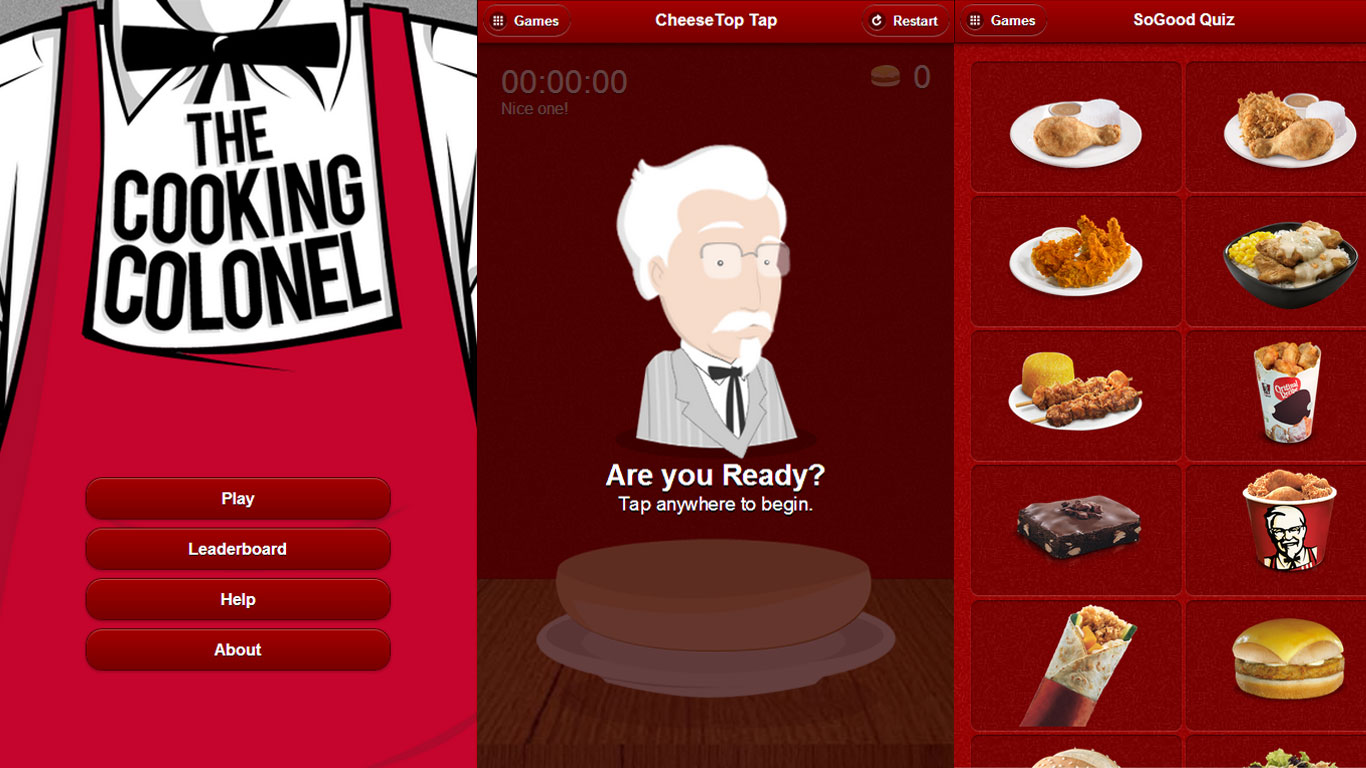 THE
COOKING
COLONEL
Play
Leaderboard
Help
About
Games
CheeseTop Tap
Restart
00:00:00
0
Nice one!
Are you Ready?
Tap anywhere to begin.
Games
SoGood Quiz